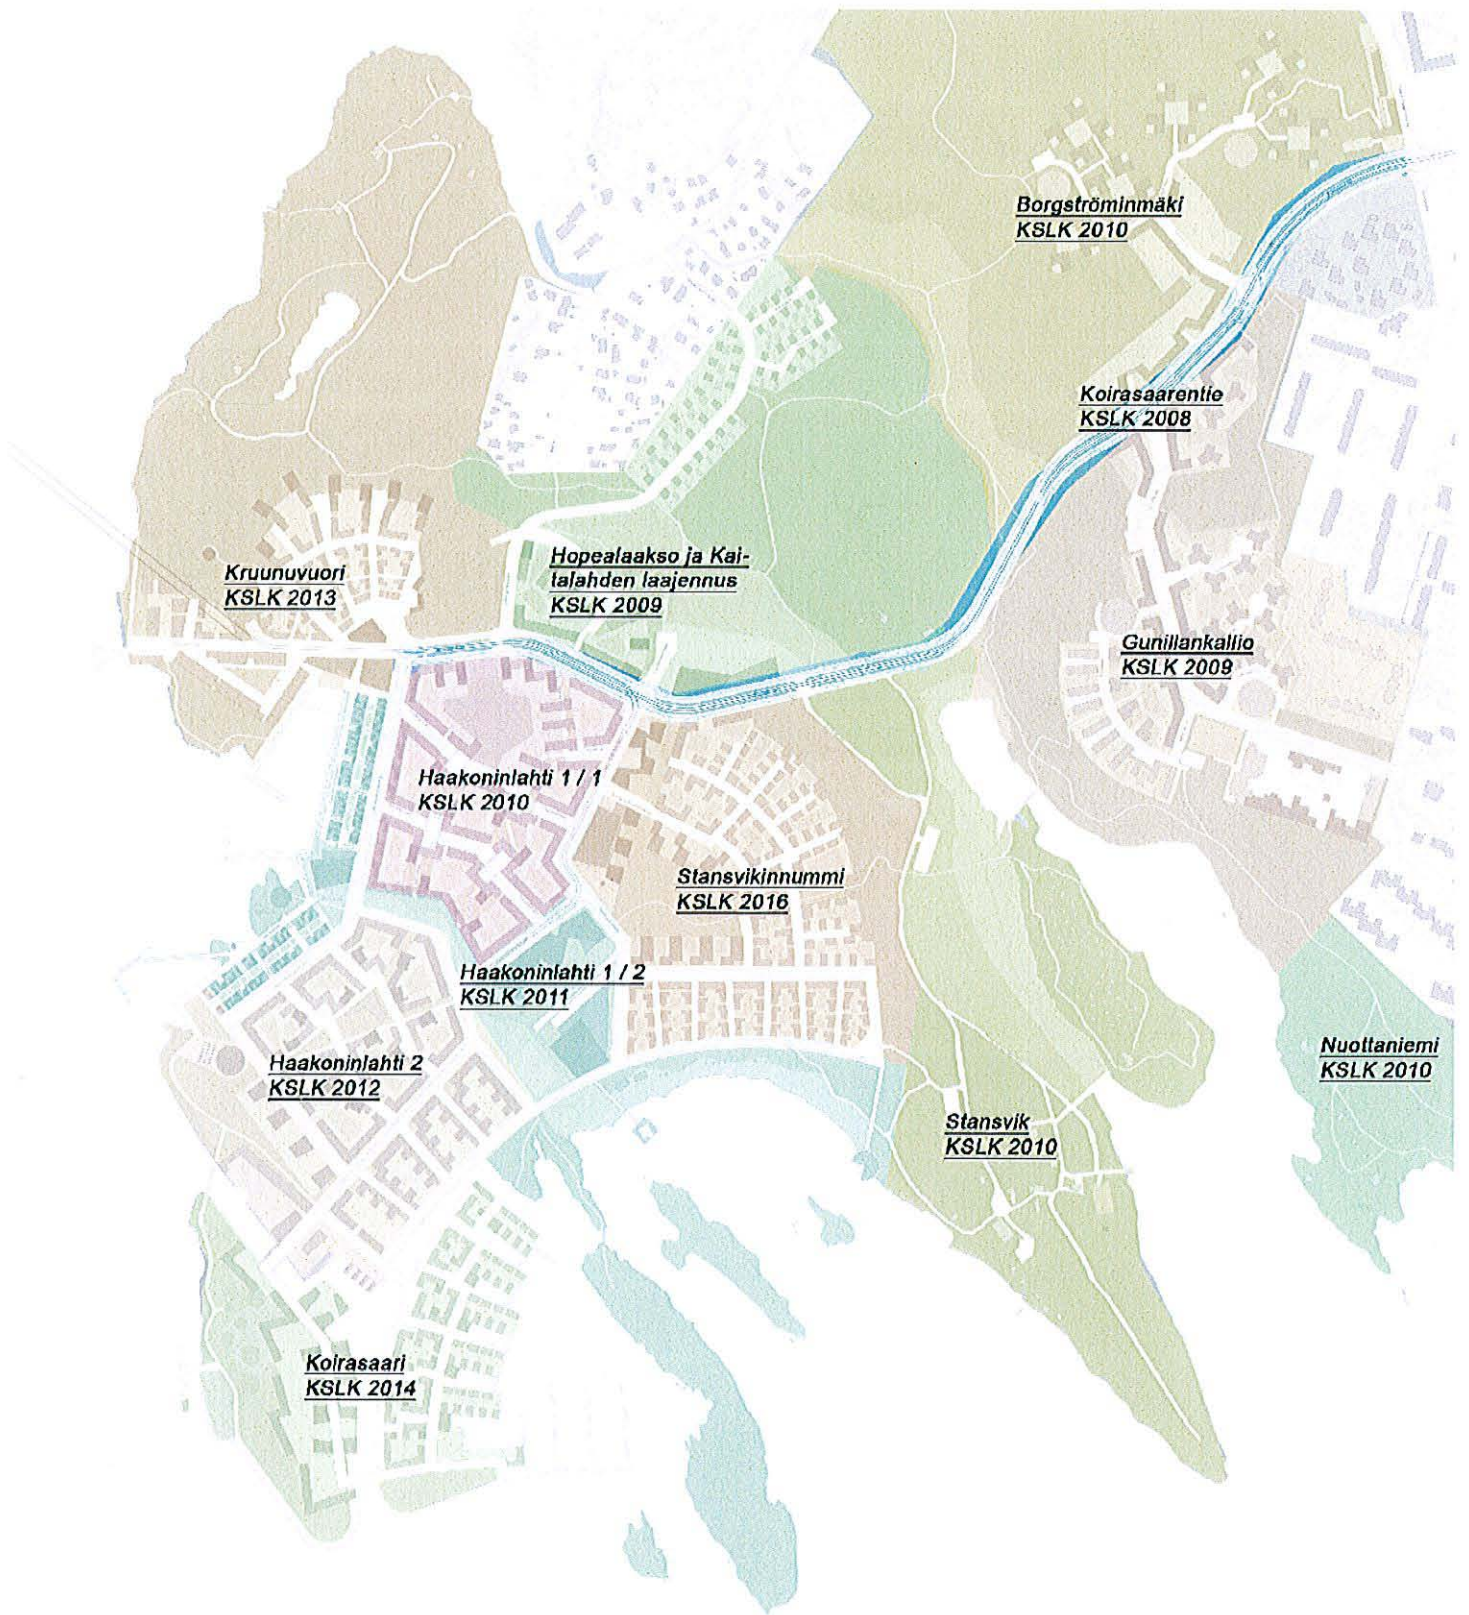 Borgströminmäki
KSLK 2010
Koirasaarentie
KSLK 2008
Kruunuvuori
KSLK 2013
Hopealaakso ja Kai-
talahden laajennus
KSLK 2009
Gunillankallio
KSLK 2009
Haakoninlahti 1 / 1
KSLK 2010
Stansvikinnummi
KSLK 2016
Haakoninlahti 1 / 2
KSLK 2011
Haakoninlahti 2
KSLK 2012
Nuottaniemi
KSLK 2010
Stansvik
KSLK 2010
Koirasaari
KSLK 2014